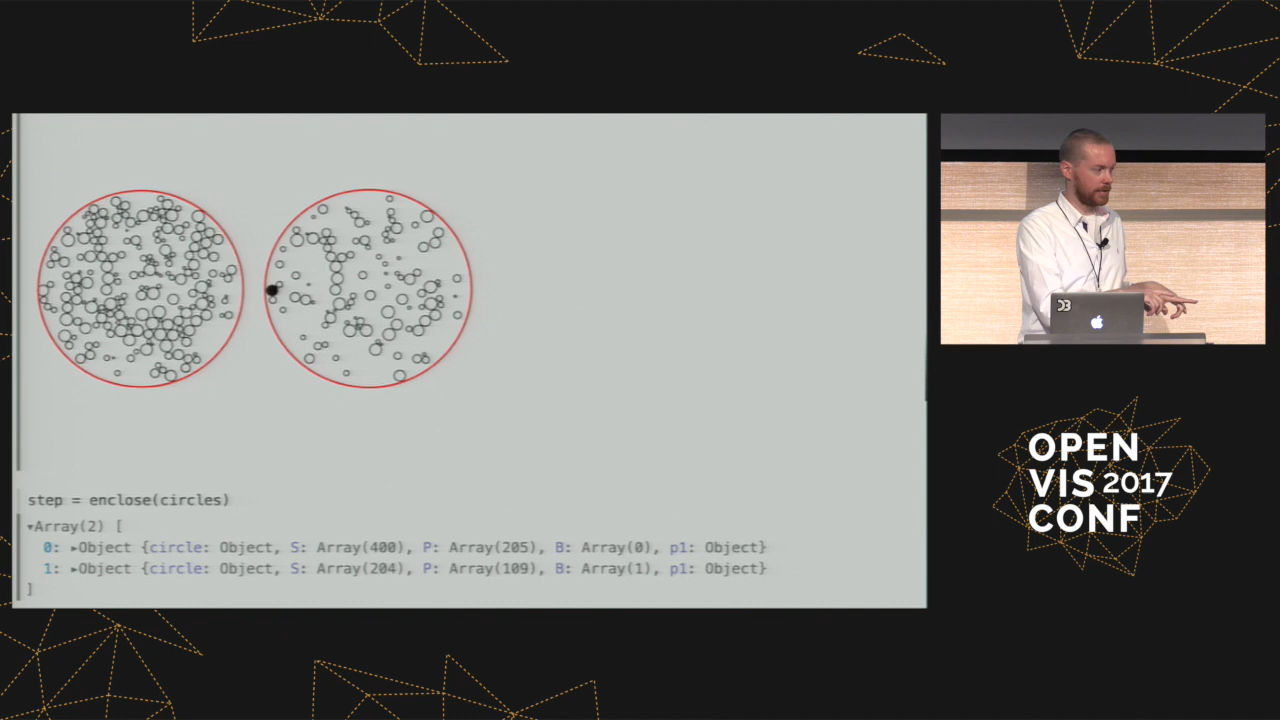 step = enclose(circles)
▾Array(2) [
0: ▸Object {circle: Object, S: Array(400), P: Array(205), B: Array(0), p1: Object}
1: ▸Object {circle: Object, S: Array(204), P: Array(109), B: Array(1), p1: Object}
]
D3
OPEN
VIS 2017
CONF